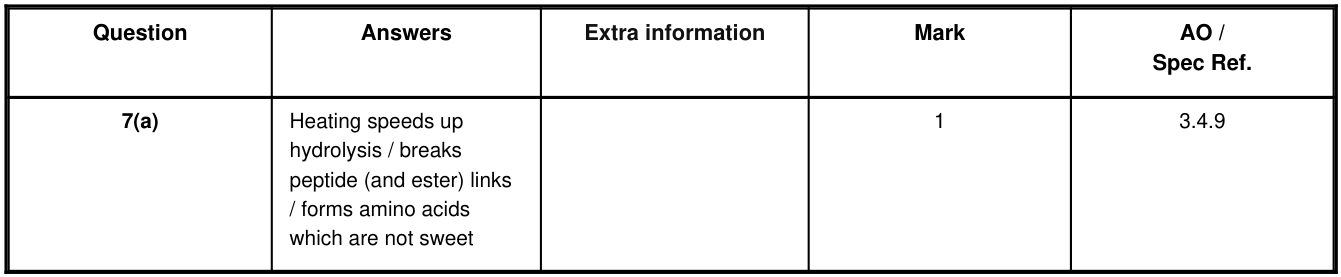 Question Answers Extra information Mark AO /
Spec Ref.
7(a) Heating speeds up 1 3.4.9
hydrolysis / breaks
peptide (and ester) links
/ forms amino acids
which are not sweet